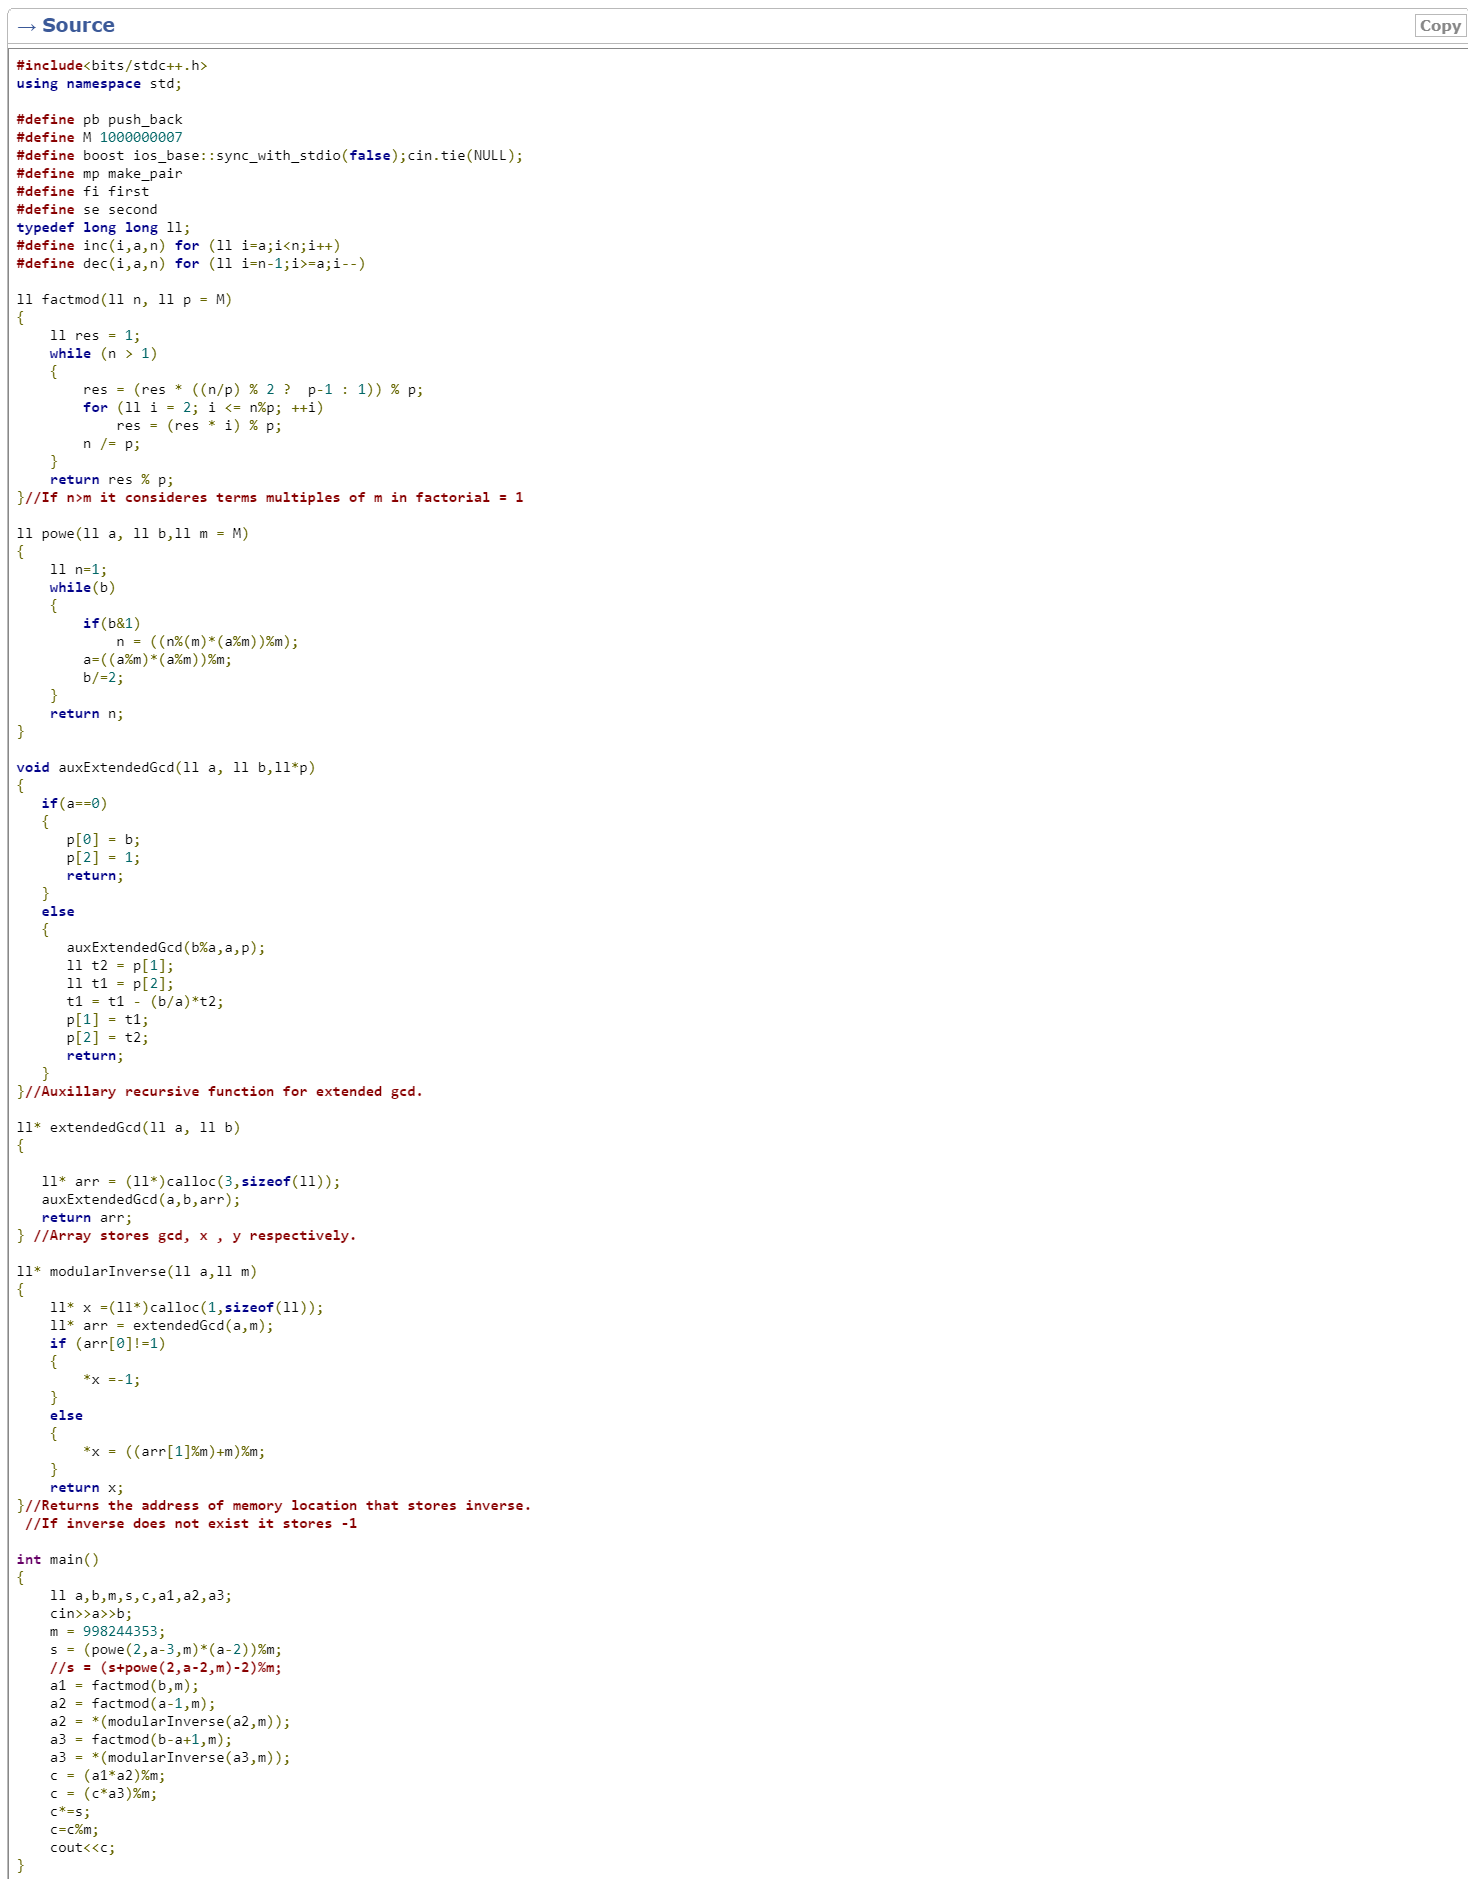 → Source
Copy
#include<bits/stdc++.h>
using namespace std;
#define pb push_back
#define M 1000000007
#define boost ios_base::sync_with_stdio(false);cin.tie(NULL);
#define mp make_pair
#define fi first
#define se second
typedef long long ll;
#define inc(i,a,n) for (ll i=a;i<n;i++)
#define dec(i,a,n) for (ll i=n-1;i>=a;i--)
ll factmod(ll n, ll p = M)
{
    ll res = 1;
    while (n > 1)
    {
        res = (res * ((n/p) % 2 ?  p-1 : 1)) % p;
        for (ll i = 2; i <= n%p; ++i)
            res = (res * i) % p;
        n /= p;
    }
    return res % p;
}//If n>m it consideres terms multiples of m in factorial = 1
ll powe(ll a, ll b,ll m = M)
{
    ll n=1;
    while(b)
    {
        if(b&1)
            n = ((n%(m)*(a%m))%m);
        a=((a%m)*(a%m))%m;
        b/=2;
    }
    return n;
}
void auxExtendedGcd(ll a, ll b,ll*p)
{
   if(a==0)
   {
      p[0] = b;
      p[2] = 1;
      return;
   }
   else
   {
      auxExtendedGcd(b%a,a,p);
      ll t2 = p[1];
      ll t1 = p[2];
      t1 = t1 - (b/a)*t2;
      p[1] = t1;
      p[2] = t2;
      return;
   }
}//Auxillary recursive function for extended gcd.
ll* extendedGcd(ll a, ll b)
{
   ll* arr = (ll*)calloc(3,sizeof(ll));
   auxExtendedGcd(a,b,arr);
   return arr;
} //Array stores gcd, x , y respectively.
ll* modularInverse(ll a,ll m)
{
    ll* x =(ll*)calloc(1,sizeof(ll));
    ll* arr = extendedGcd(a,m);
    if (arr[0]!=1)
    {
        *x =-1;
    }
    else
    {
        *x = ((arr[1]%m)+m)%m;
    }
    return x;
}//Returns the address of memory location that stores inverse.
 //If inverse does not exist it stores -1
int main()
{
    ll a,b,m,s,c,a1,a2,a3;
    cin>>a>>b;
    m = 998244353;
    s = (powe(2,a-3,m)*(a-2))%m;
    //s = (s+powe(2,a-2,m)-2)%m;
    a1 = factmod(b,m);
    a2 = factmod(a-1,m);
    a2 = *(modularInverse(a2,m));
    a3 = factmod(b-a+1,m);
    a3 = *(modularInverse(a3,m));
    c = (a1*a2)%m;
    c = (c*a3)%m;
    c*=s;
    c=c%m;
    cout<<c;
}